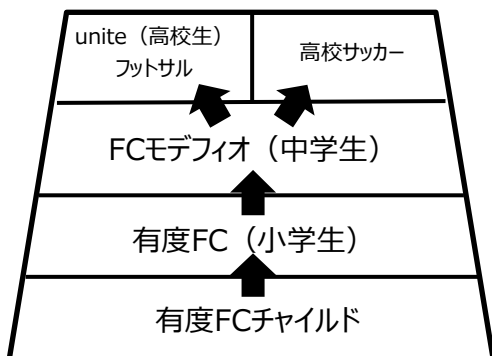 unite（高校生）
フットサル
高校サッカー
FCモデフィオ（中学生）
有度FC（小学生）
有度FCチャイルド